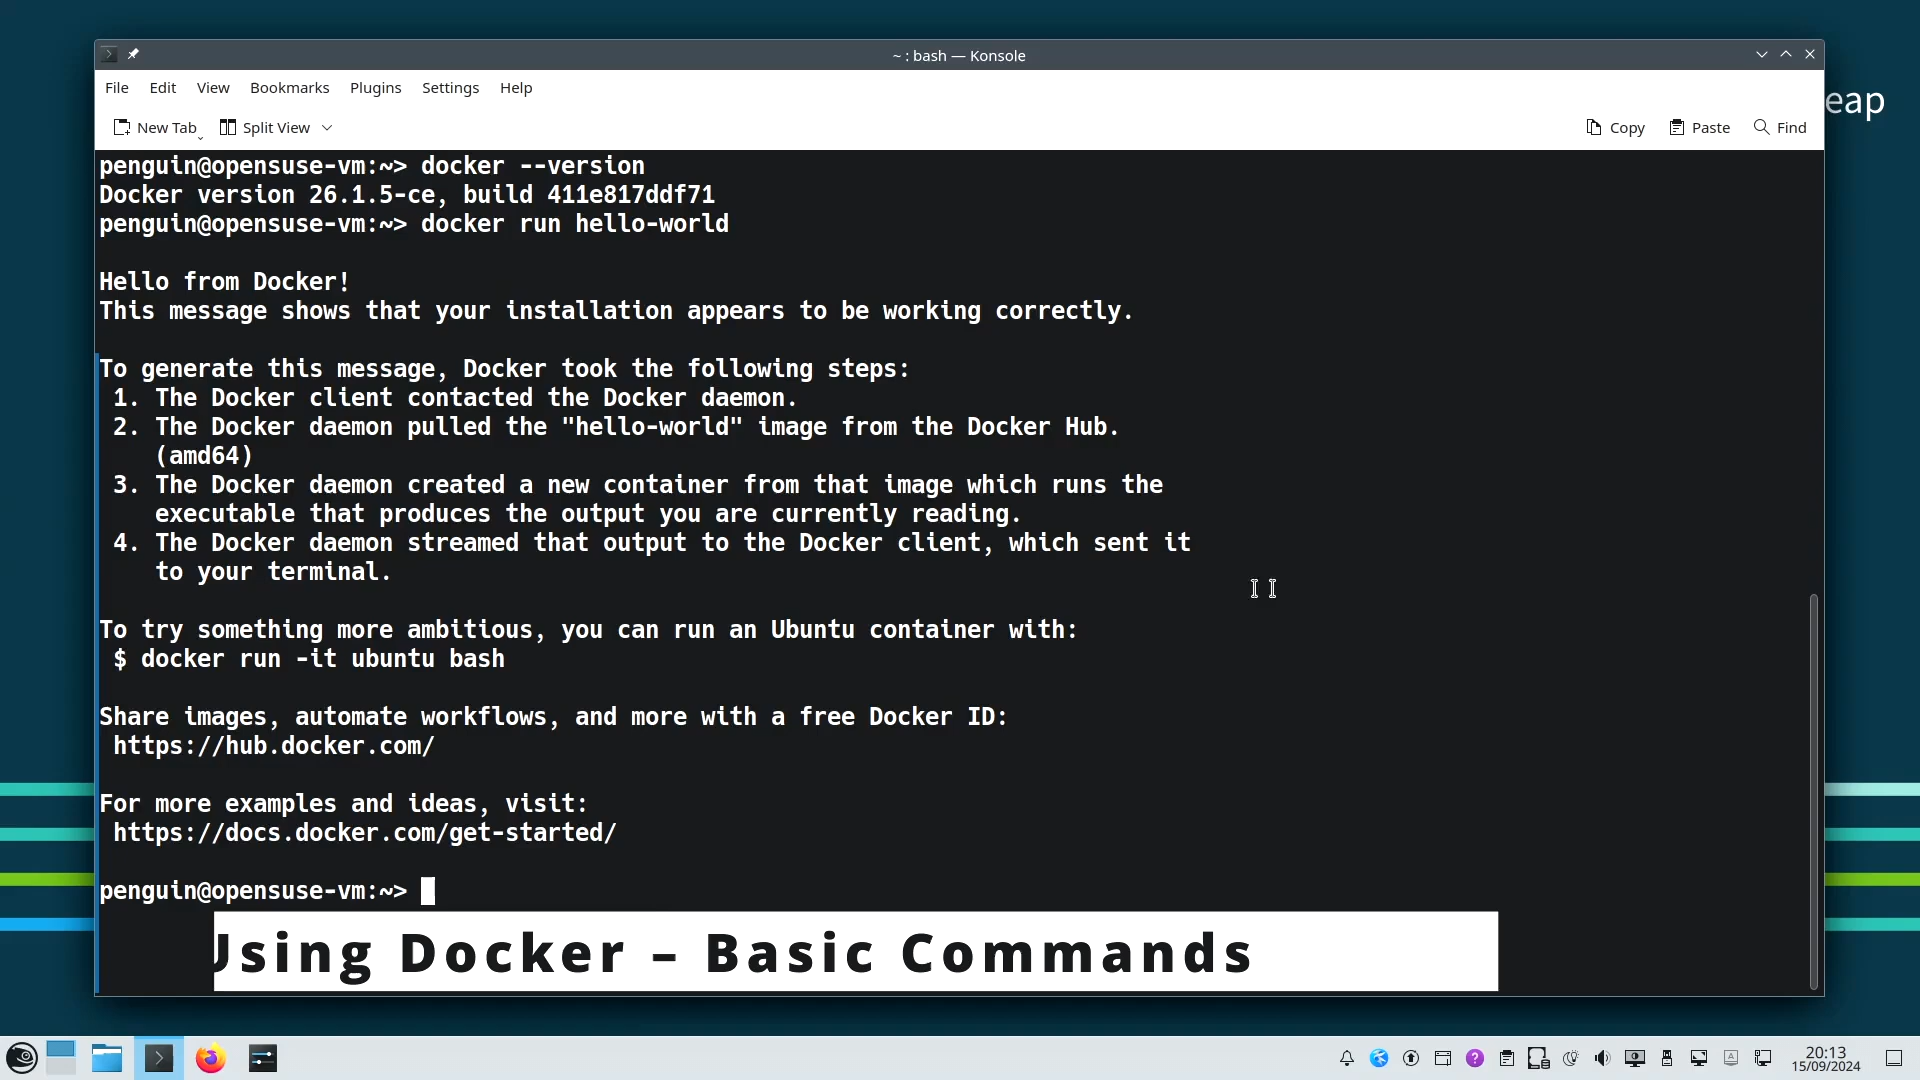 ~ : bash — Konsole
File Edit View Bookmarks Plugins Settings Help
eap
New Tab Split View Copy Paste Find
penguin@opensuse-vm:~> docker --version
Docker version 26.1.5-ce, build 411e817ddf71
penguin@opensuse-vm:~> docker run hello-world
Hello from Docker!
This message shows that your installation appears to be working correctly.
To generate this message, Docker took the following steps:
1. The Docker client contacted the Docker daemon.
2. The Docker daemon pulled the "hello-world" image from the Docker Hub.
(amd64)
3. The Docker daemon created a new container from that image which runs the
executable that produces the output you are currently reading.
4. The Docker daemon streamed that output to the Docker client, which sent it
to your terminal.
To try something more ambitious, you can run an Ubuntu container with:
$ docker run -it ubuntu bash
Share images, automate workflows, and more with a free Docker ID:
https://hub.docker.com/
For more examples and ideas, visit:
https://docs.docker.com/get-started/
penguin@opensuse-vm:~>
Using Docker – Basic Commands
20:13
15/09/2024